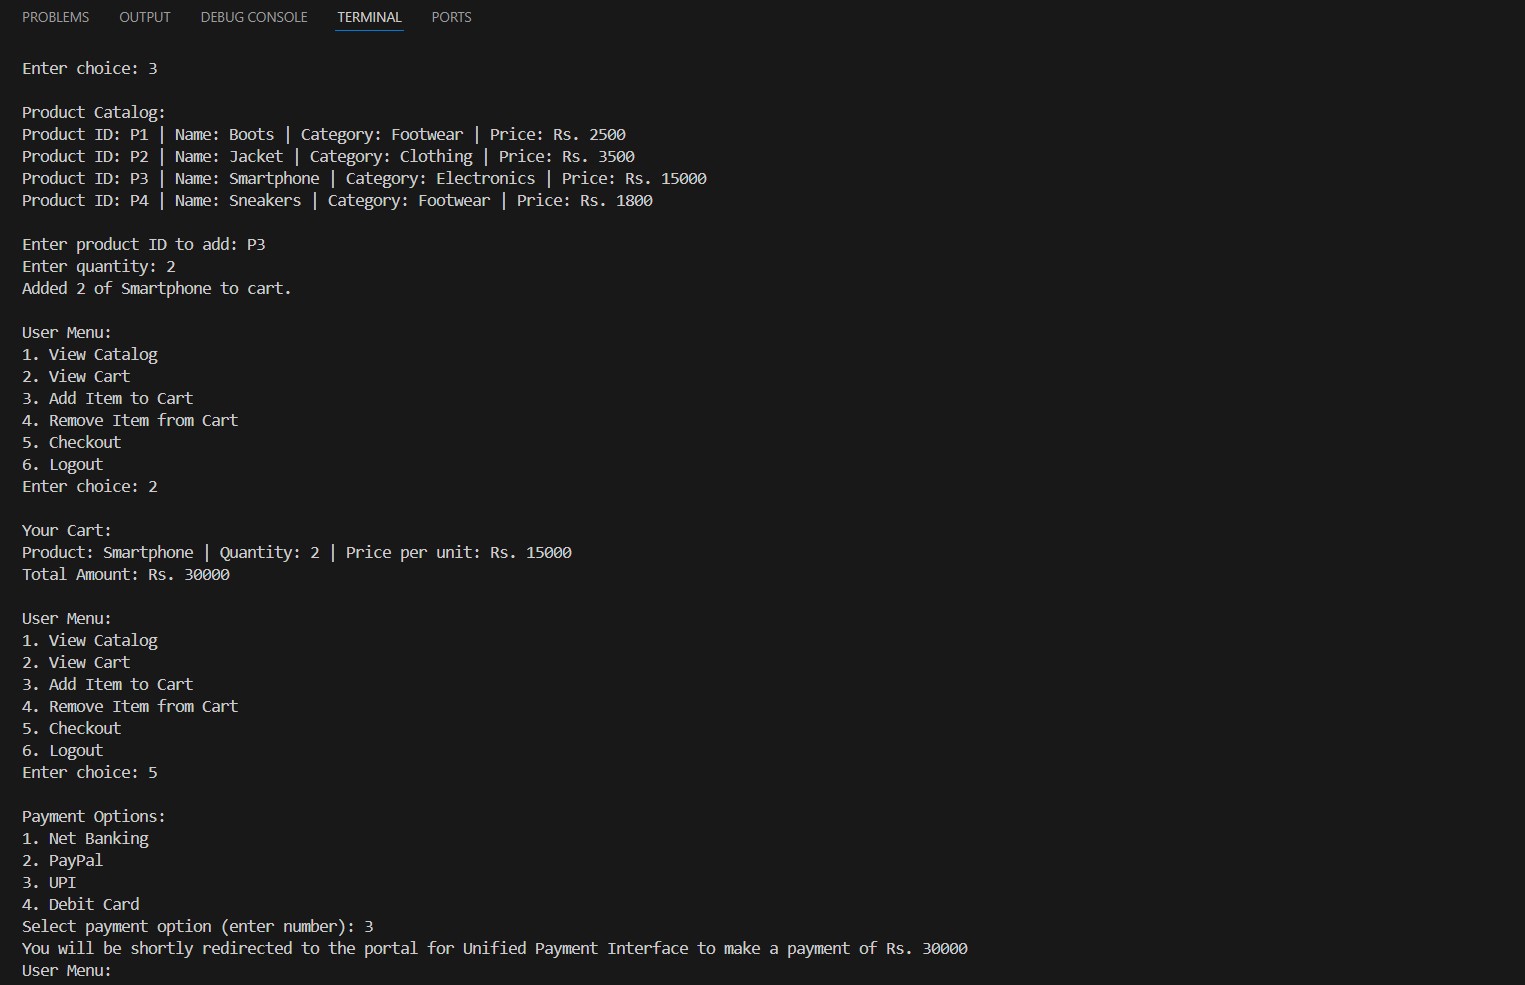 PROBLEMS OUTPUT DEBUG CONSOLE TERMINAL PORTS
Enter choice: 3
Product Catalog:
Product ID: P1 | Name: Boots | Category: Footwear | Price: Rs. 2500
Product ID: P2 | Name: Jacket | Category: Clothing | Price: Rs. 3500
Product ID: P3 | Name: Smartphone | Category: Electronics | Price: Rs. 15000
Product ID: P4 | Name: Sneakers | Category: Footwear | Price: Rs. 1800
Enter product ID to add: P3
Enter quantity: 2
Added 2 of Smartphone to cart.
User Menu:
1. View Catalog
2. View Cart
3. Add Item to Cart
4. Remove Item from Cart
5. Checkout
6. Logout
Enter choice: 2
Your Cart:
Product: Smartphone | Quantity: 2 | Price per unit: Rs. 15000
Total Amount: Rs. 30000
User Menu:
1. View Catalog
2. View Cart
3. Add Item to Cart
4. Remove Item from Cart
5. Checkout
6. Logout
Enter choice: 5
Payment Options:
1. Net Banking
2. PayPal
3. UPI
4. Debit Card
Select payment option (enter number): 3
You will be shortly redirected to the portal for Unified Payment Interface to make a payment of Rs. 30000
User Menu: